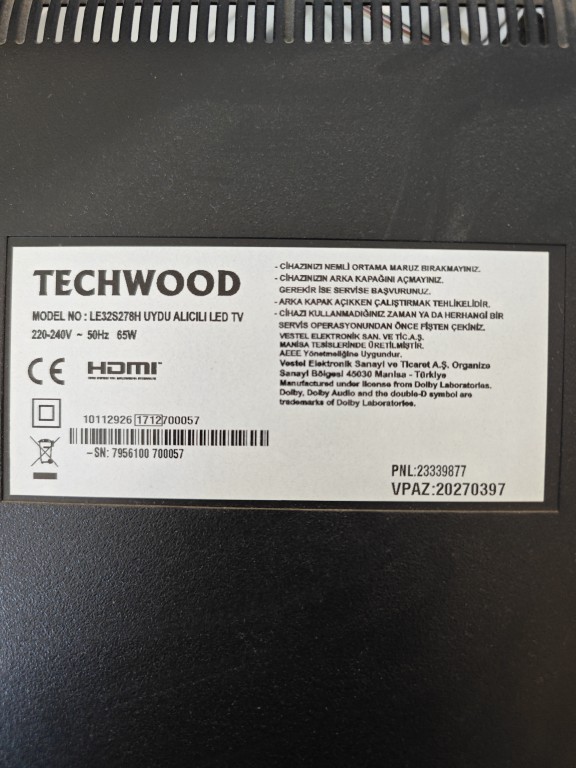 TECHWOOD
MODEL NO : LE32S278H UYDU ALICILI LED TV
220-240V ~ 50Hz 65W
CE HDMI
10112926 1712 700057
-SN: 7956100 700057
- CİHAZINIZI NEMLİ ORTAMA MARUZ BIRAKMAYINIZ.
- CİHAZINIZIN ARKA KAPAĞINI AÇMAYINIZ.
GEREKİR İSE SERVİSE BAŞVURUNUZ.
- ARKA KAPAK AÇIKKEN ÇALIŞTIRMAK TEHLİKELİDİR.
- CİHAZI KULLANMADIĞINIZ ZAMAN YA DA HERHANGİ BİR
SERVİS OPERASYONUNDAN ÖNCE FİŞTEN ÇEKİNİZ.
VESTEL ELEKTRONİK SAN. VE TİC.A.Ş.
MANİSA TESİSLERİNDE ÜRETİLMİŞTİR.
AEEE Yönetmeliğine Uygundur.
Vestel Elektronik Sanayi ve Ticaret A.Ş. Organize
Sanayi Bölgesi 45030 Manisa - Türkiye
Manufactured under license from Dolby Laboratories.
Dolby, Dolby Audio and the double-D symbol are
trademarks of Dolby Laboratories.
PNL:23339877
VPAZ:20270397